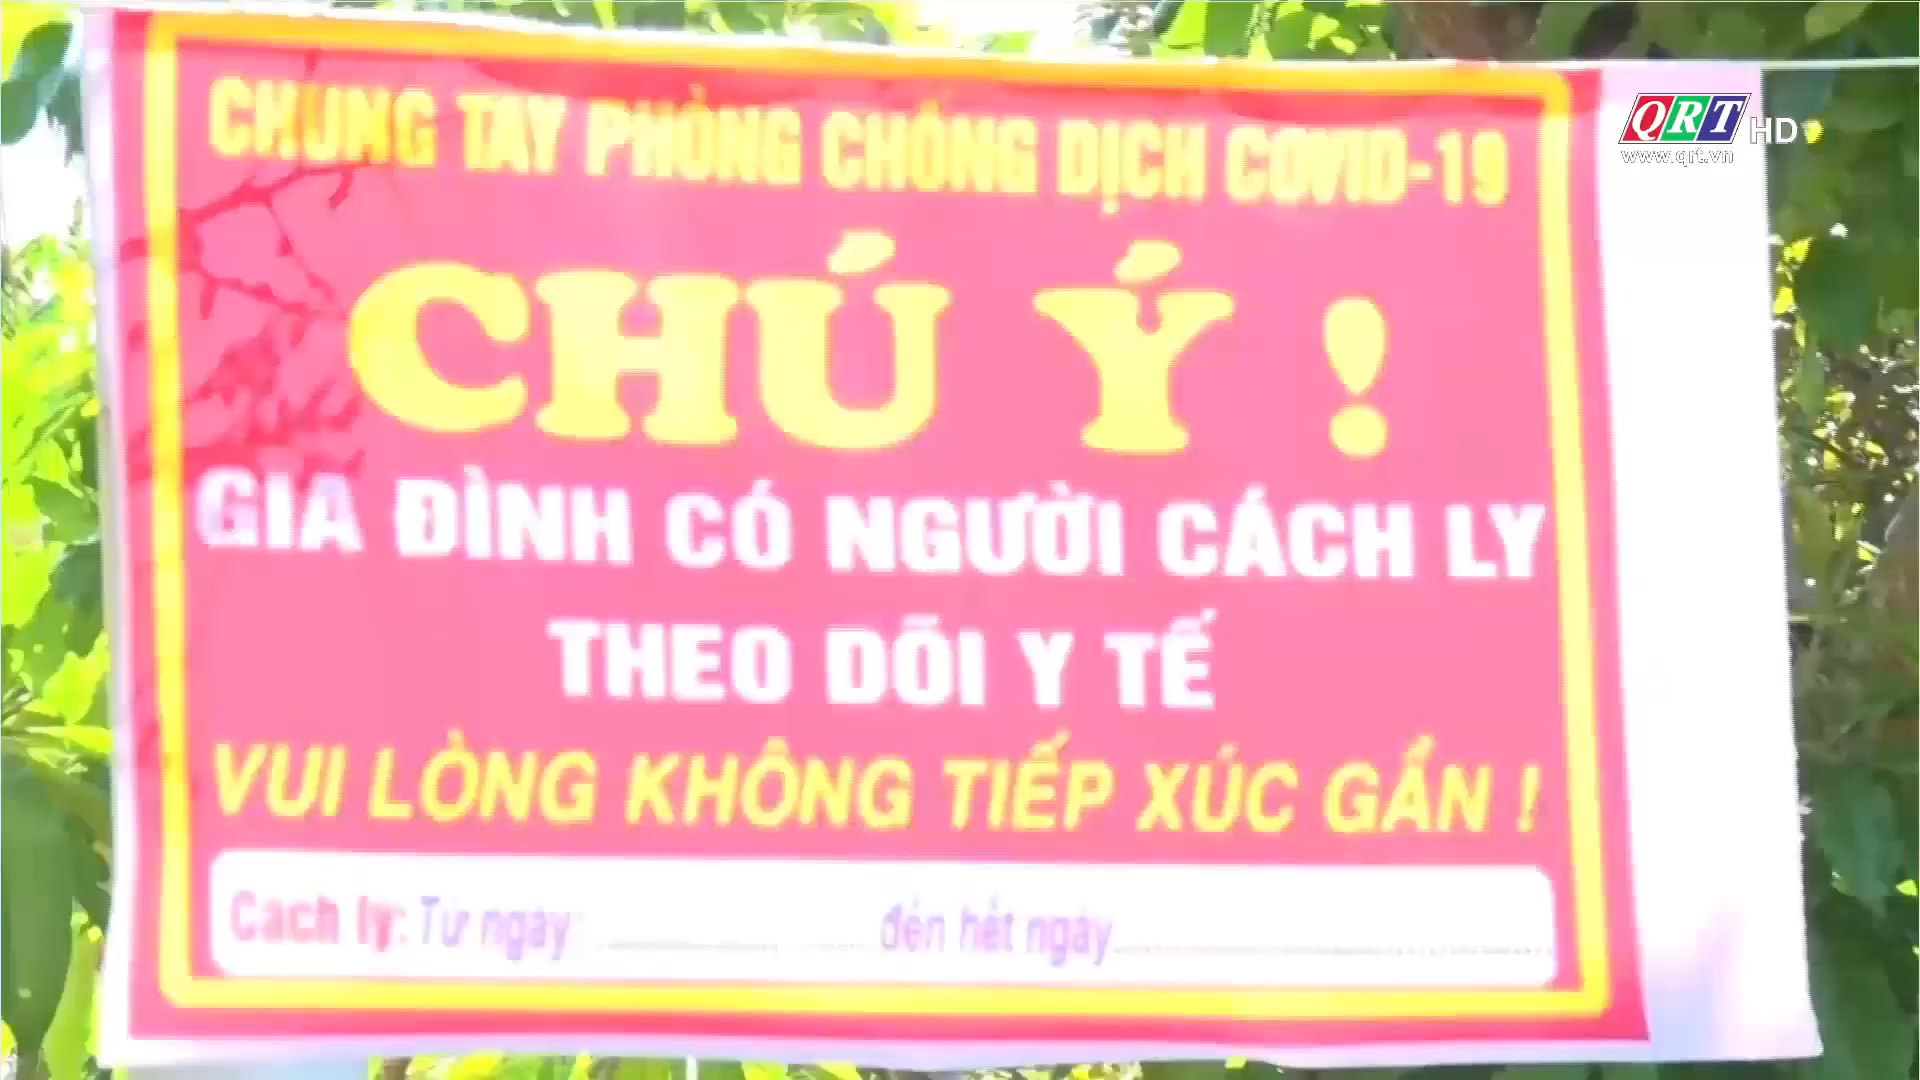 CHUNG TAY PHÒNG CHỐNG DỊCH COVID-19
QRT HD
www.qrt.vn
CHÚ Ý !
GIA ĐÌNH CÓ NGƯỜI CÁCH LY
THEO DÕI Y TẾ
VUI LÒNG KHÔNG TIẾP XÚC GẦN !
Cách ly: Từ ngày: .......... đến hết ngày..........